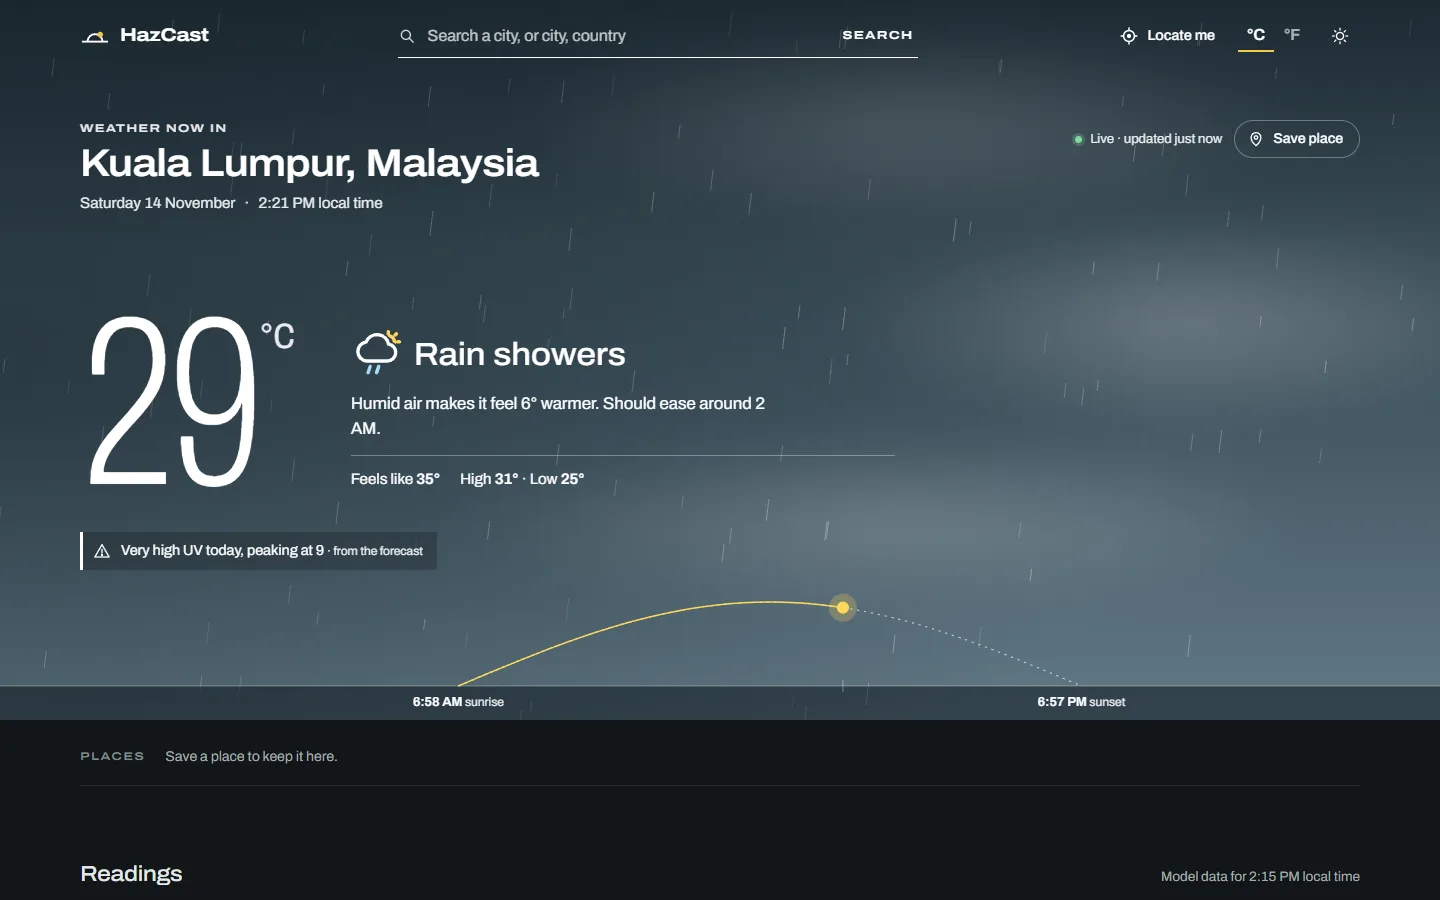 HazCast
Search a city, or city, country
SEARCH
Locate me
°C °F
WEATHER NOW IN
Kuala Lumpur, Malaysia
Saturday 14 November · 2:21 PM local time
Live · updated just now
Save place
29 °C
Rain showers
Humid air makes it feel 6° warmer. Should ease around 2
AM.
Feels like 35° High 31° · Low 25°
Very high UV today, peaking at 9 · from the forecast
6:58 AM sunrise
6:57 PM sunset
PLACES Save a place to keep it here.
Readings
Model data for 2:15 PM local time